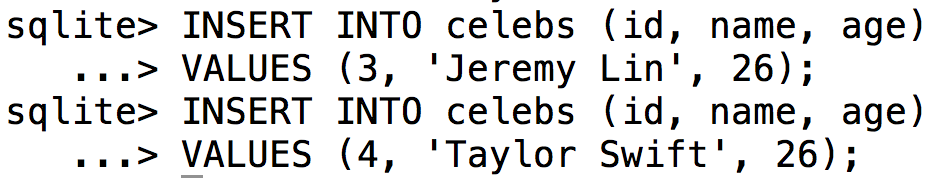 sqlite> INSERT INTO celebs (id, name, age)
...> VALUES (3, 'Jeremy Lin', 26);
sqlite> INSERT INTO celebs (id, name, age)
...> VALUES (4, 'Taylor Swift', 26);